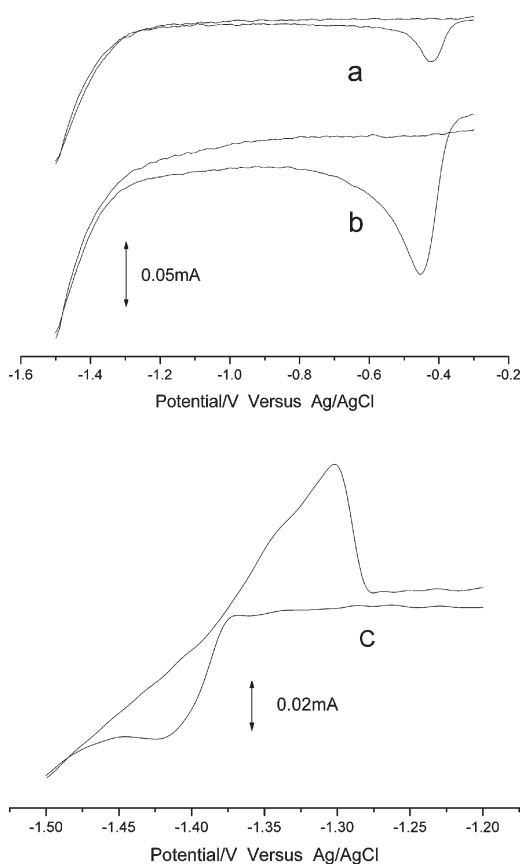 a
b
0.05mA
-1.6 -1.4 -1.2 -1.0 -0.8 -0.6 -0.4 -0.2
Potential/V Versus Ag/AgCl
C
0.02mA
-1.50 -1.45 -1.40 -1.35 -1.30 -1.25 -1.20
Potential/V Versus Ag/AgCl